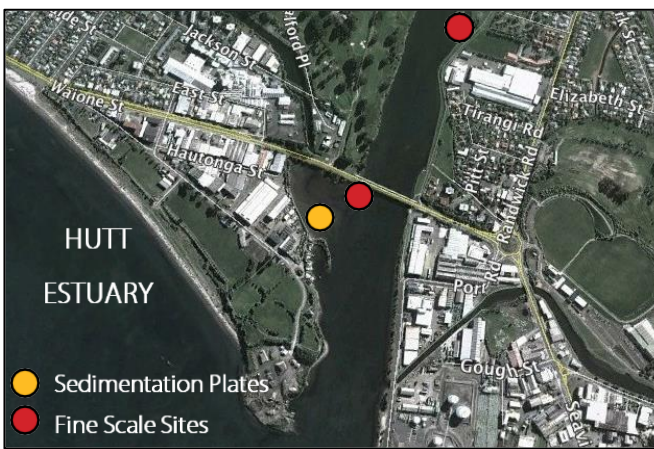 Jackson St
East St
Waione St
Hautonga St
Elizabeth St
Tirangi Rd
Pitt St
Randwick Rd
HUTT
ESTUARY
Port Rd
Gough St
Sedimentation Plates
Fine Scale Sites